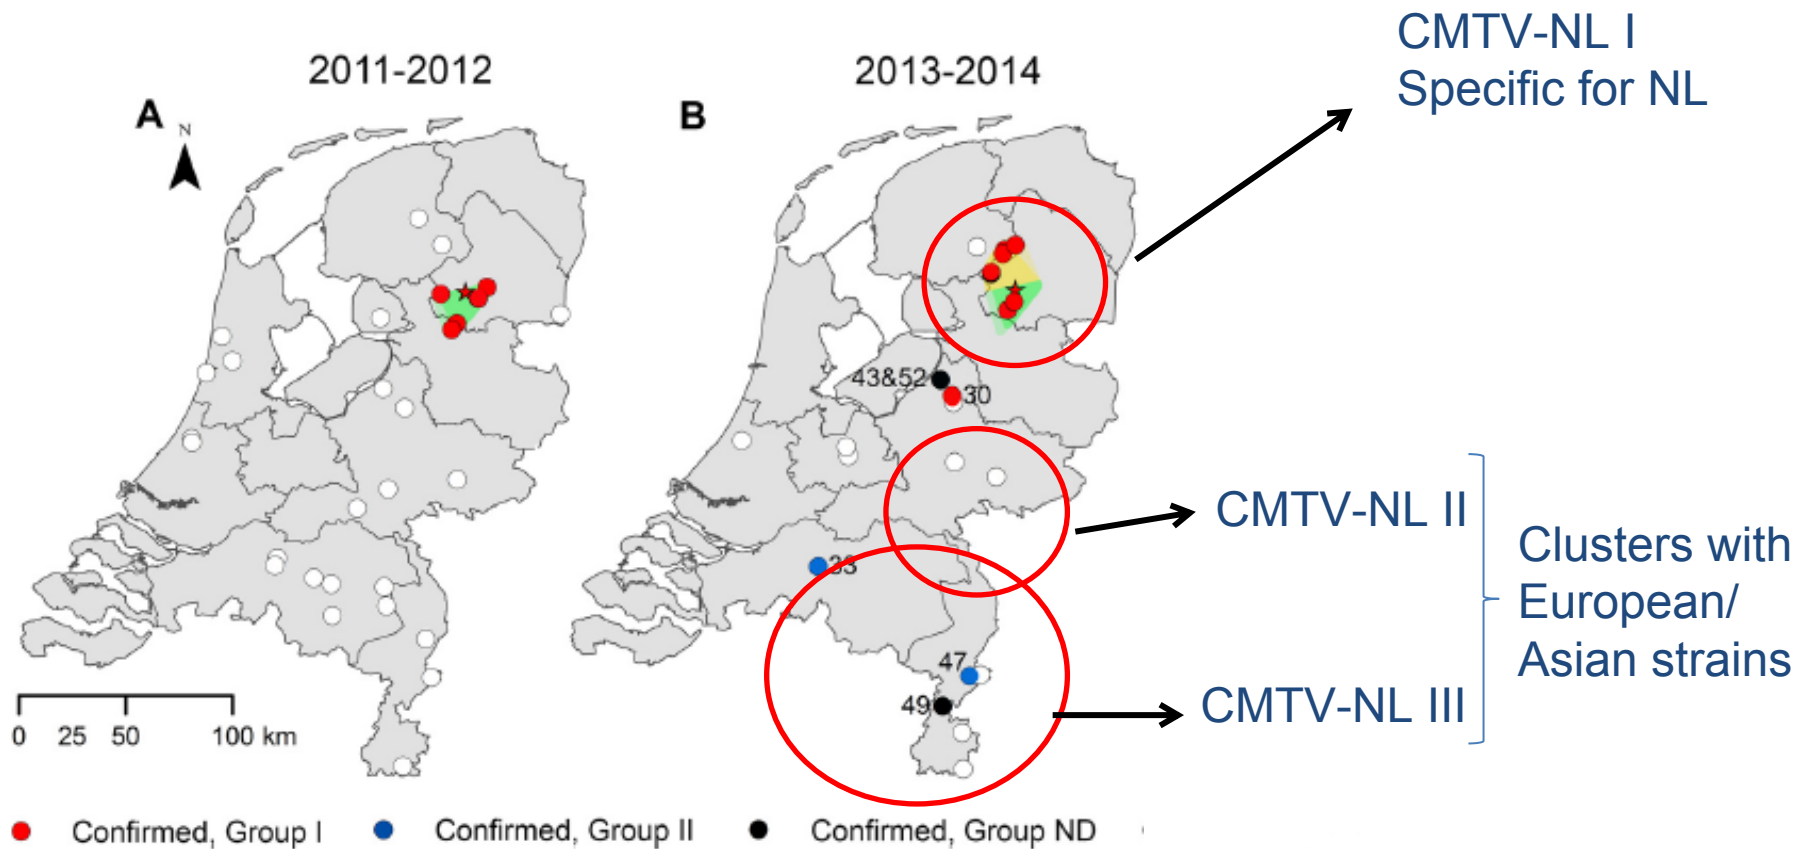 CMTV-NL I
Specific for NL
2011-2012
2013-2014
A
N
B
43&52
30
33
47
49
CMTV-NL II
CMTV-NL III
Clusters with
European/
Asian strains
0 25 50 100 km
Confirmed, Group I
Confirmed, Group II
Confirmed, Group ND